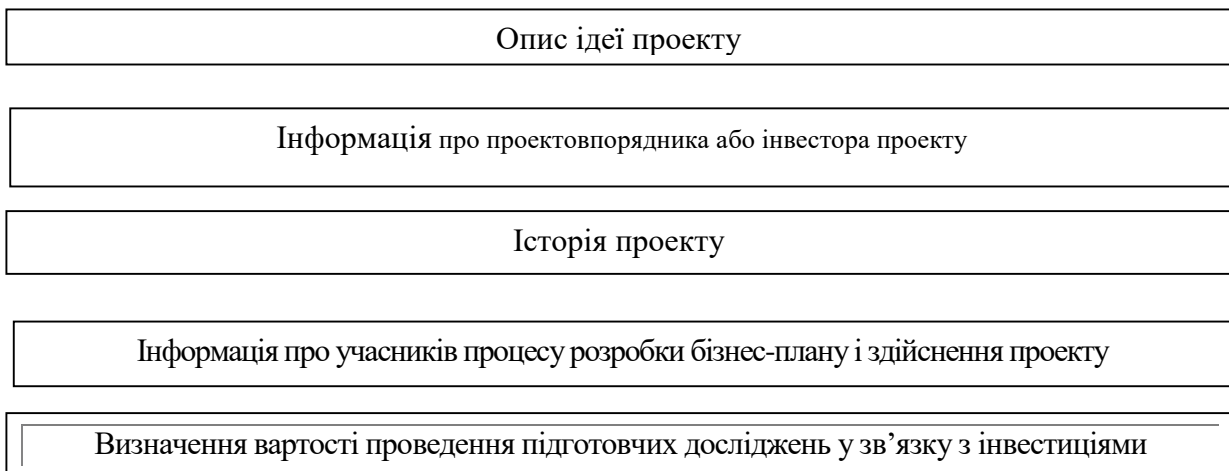 Опис ідеї проекту
Інформація про проектовпорядника або інвестора проекту
Історія проекту
Інформація про учасників процесу розробки бізнес-плану і здійснення проекту
Визначення вартості проведення підготовчих досліджень у зв’язку з інвестиціями